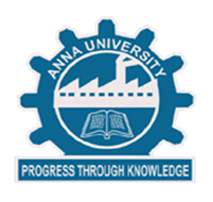 ANNA UNIVERSITY
PROGRESS THROUGH KNOWLEDGE